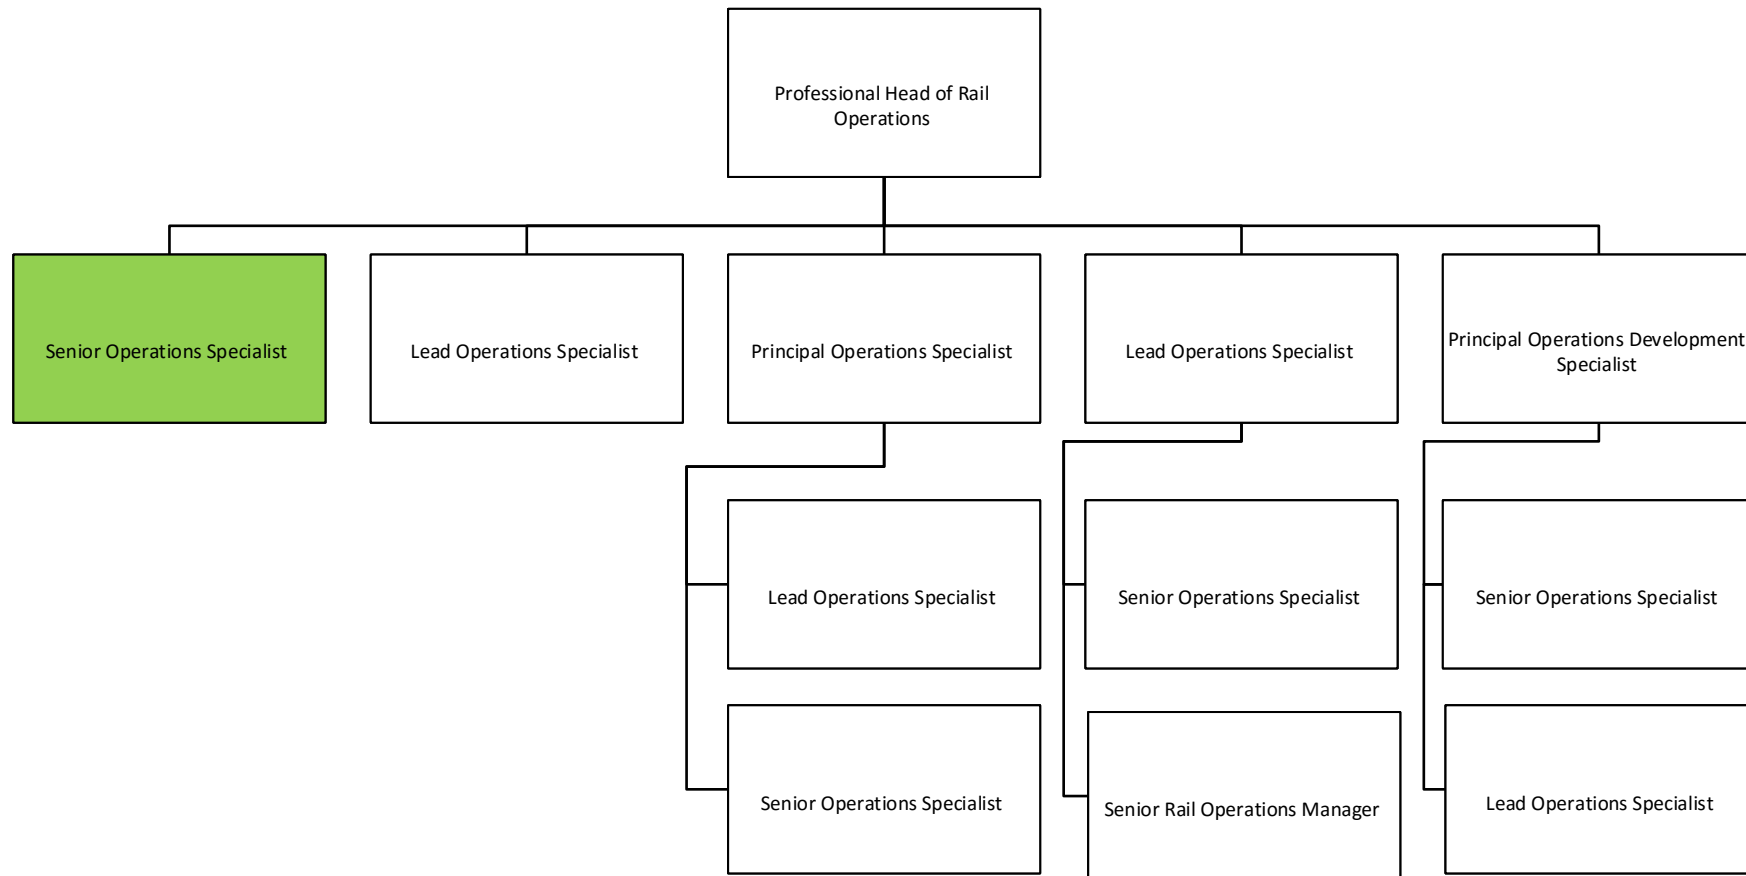 Professional Head of Rail
Operations
Senior Operations Specialist
Lead Operations Specialist
Principal Operations Specialist
Lead Operations Specialist
Principal Operations Development
Specialist
Lead Operations Specialist
Senior Operations Specialist
Senior Operations Specialist
Senior Operations Specialist
Senior Rail Operations Manager
Lead Operations Specialist